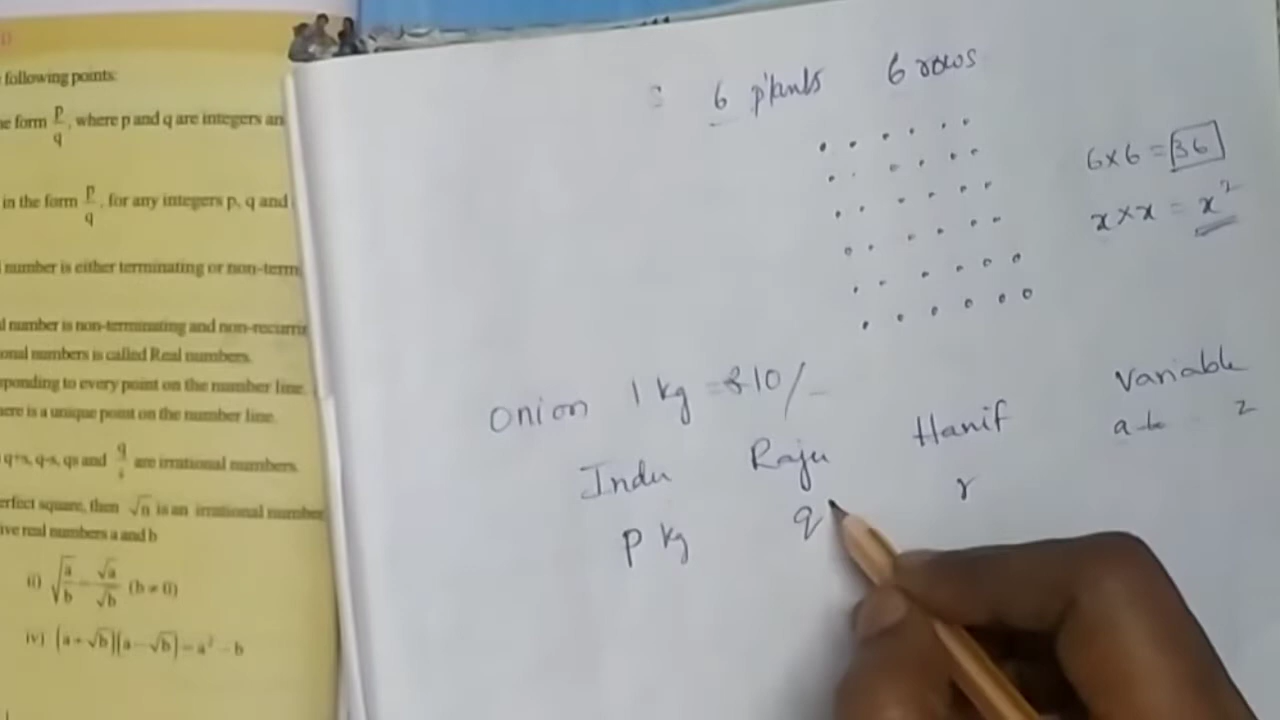 following points:
e form p/q, where p and q are integers an
in the form p/q, for any integers p, q and
number is either terminating or non-term
l number is non-terminating and non-recurri
onal numbers is called Real numbers.
sponding to every point on the number line.
here is a unique point on the number line.
q+s, q-s, qs and q/s are irrational numbers.
erfect square, then √n is an irrational number
ive real numbers a and b
ii) √a/b = √a/√b (b ≠ 0)
iv) (a + √b)(a - √b) = a² - b
6 plants 6 rows
6×6 = 36
x × x = x²
Onion 1 kg = ₹10/-
Variable
Indu Raju Hanif a z
p kg q r